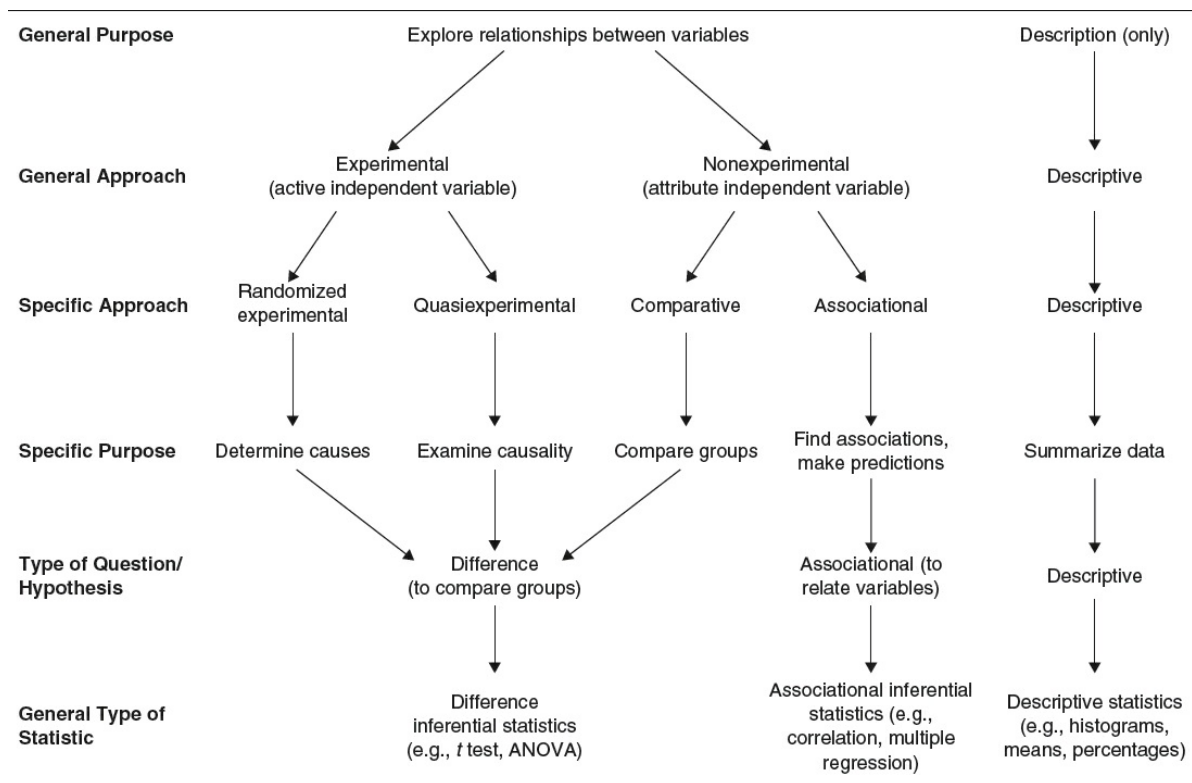 General Purpose
Explore relationships between variables
Description (only)
General Approach
Experimental
(active independent variable)
Nonexperimental
(attribute independent variable)
Descriptive
Specific Approach
Randomized
experimental
Quasiexperimental
Comparative
Associational
Descriptive
Specific Purpose
Determine causes
Examine causality
Compare groups
Find associations,
make predictions
Summarize data
Type of Question/
Hypothesis
Difference
(to compare groups)
Associational (to
relate variables)
Descriptive
General Type of
Statistic
Difference
inferential statistics
(e.g., t test, ANOVA)
Associational inferential
statistics (e.g.,
correlation, multiple
regression)
Descriptive statistics
(e.g., histograms,
means, percentages)